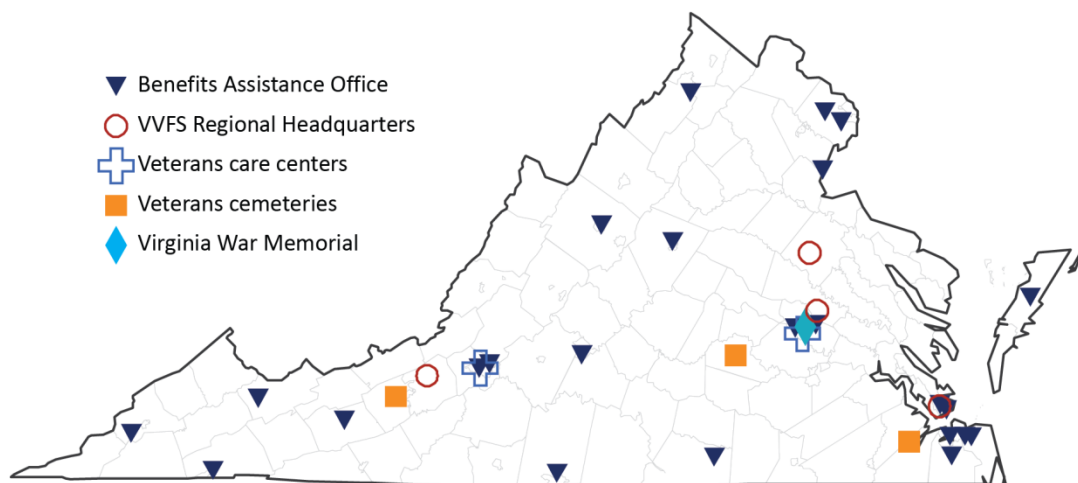 Benefits Assistance Office
VVFS Regional Headquarters
Veterans care centers
Veterans cemeteries
Virginia War Memorial